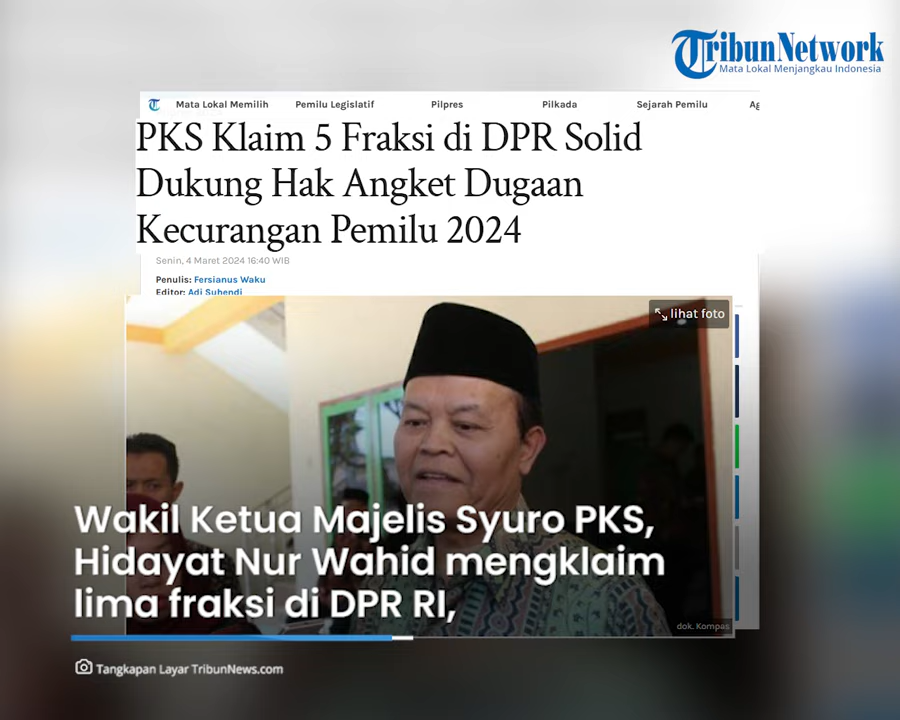 TribunNetwork
Mata Lokal Menjangkau Indonesia
Mata Lokal Memilih Pemilu Legislatif Pilpres Pilkada Sejarah Pemilu Ag
PKS Klaim 5 Fraksi di DPR Solid
Dukung Hak Angket Dugaan
Kecurangan Pemilu 2024
Senin, 4 Maret 2024 16:40 WIB
Penulis: Fersianus Waku
Editor: Adi Suhendi
lihat foto
Wakil Ketua Majelis Syuro PKS,
Hidayat Nur Wahid mengklaim
lima fraksi di DPR RI,
dok. Kompas
Tangkapan Layar TribunNews.com